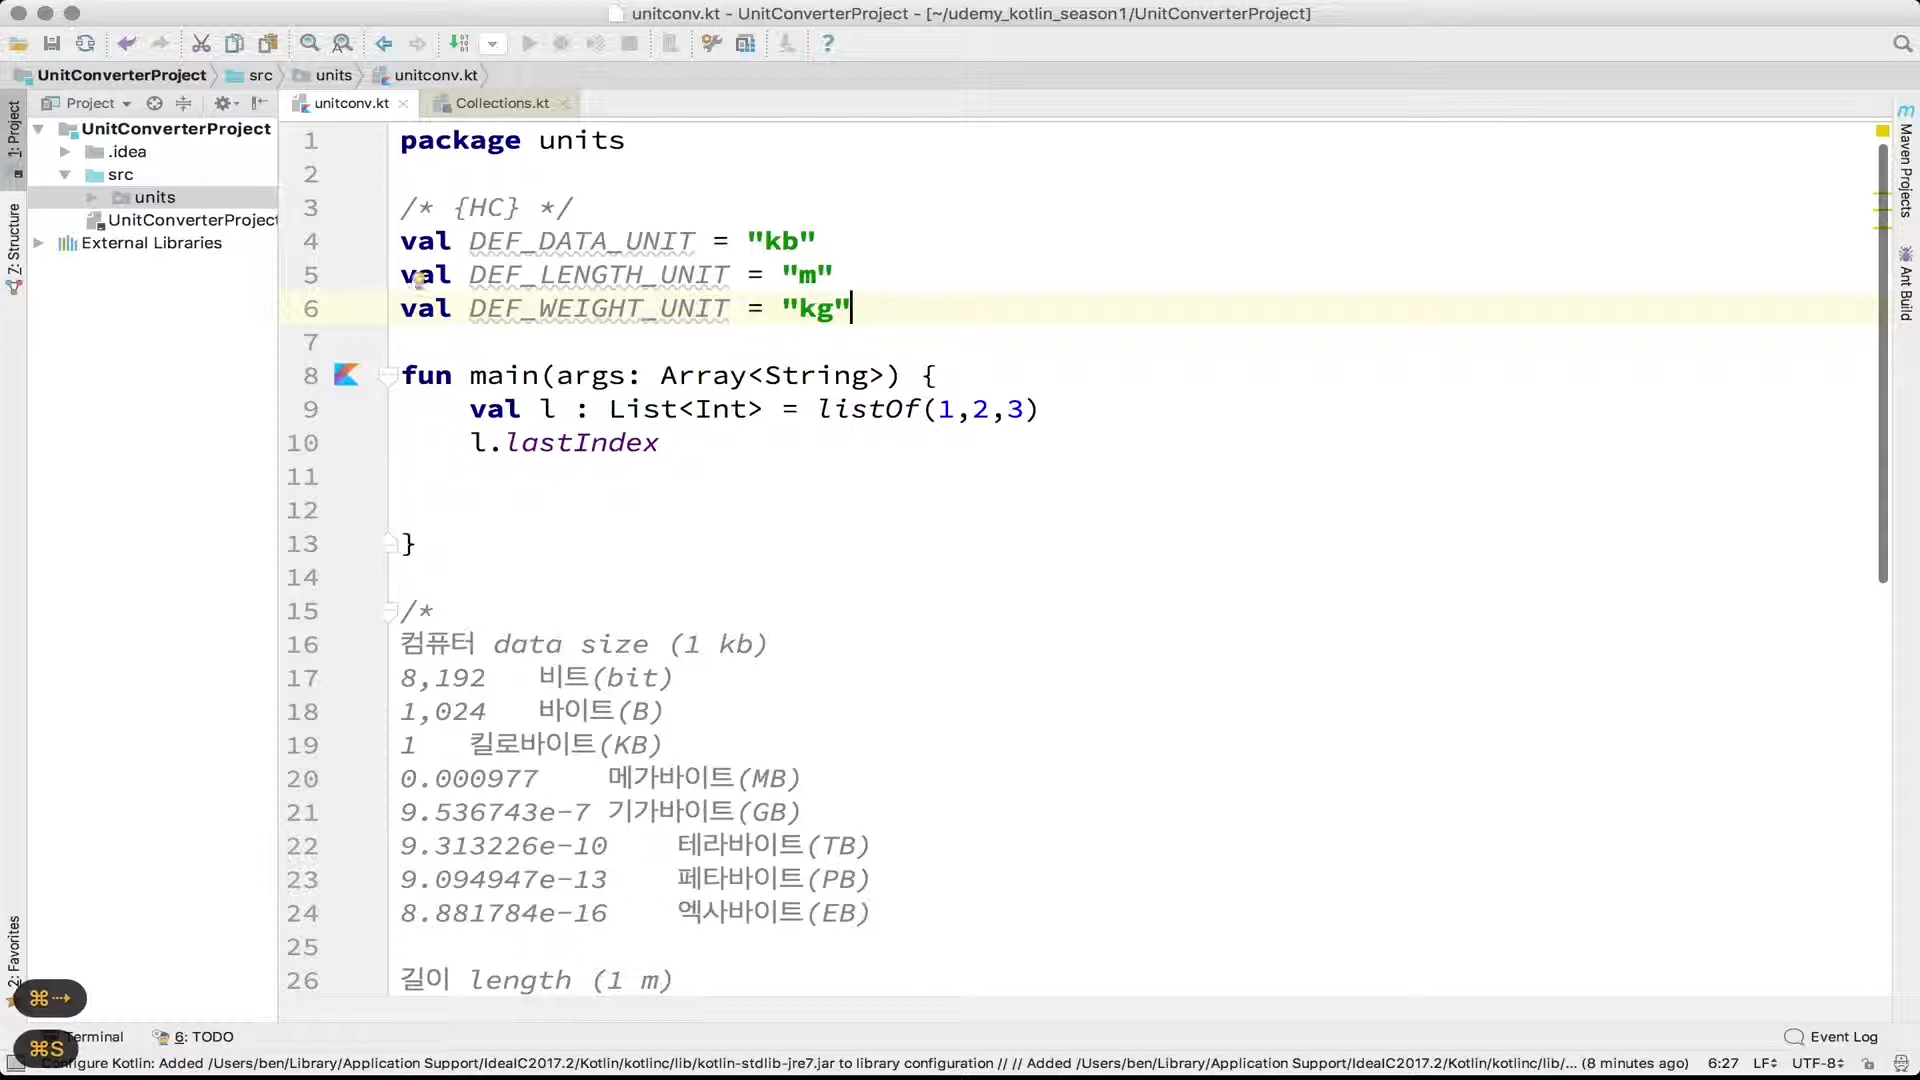 unitconv.kt - UnitConverterProject - [~/udemy_kotlin_season1/UnitConverterProject]
UnitConverterProject src units unitconv.kt
Project
unitconv.kt
Collections.kt
1: Project
Z: Structure
2: Favorites
UnitConverterProject
.idea
src
units
UnitConverterProject
External Libraries
1 package units
2
3 /* {HC} */
4 val DEF_DATA_UNIT = "kb"
5 val DEF_LENGTH_UNIT = "m"
6 val DEF_WEIGHT_UNIT = "kg"
7
8 fun main(args: Array<String>) {
9 val l : List<Int> = listOf(1,2,3)
10 l.lastIndex
11
12
13 }
14
15 /*
16 컴퓨터 data size (1 kb)
17 8,192 비트(bit)
18 1,024 바이트(B)
19 1 킬로바이트(KB)
20 0.000977 메가바이트(MB)
21 9.536743e-7 기가바이트(GB)
22 9.313226e-10 테라바이트(TB)
23 9.094947e-13 페타바이트(PB)
24 8.881784e-16 엑사바이트(EB)
25
26 길이 length (1 m)
Maven Projects
Ant Build
⌘⇢
⌘S
Terminal
6: TODO
Event Log
Configure Kotlin: Added /Users/ben/Library/Application Support/IdeaIC2017.2/Kotlin/kotlinc/lib/kotlin-stdlib-jre7.jar to library configuration // // Added /Users/ben/Library/Application Support/IdeaIC2017.2/Kotlin/kotlinc/lib/... (8 minutes ago)
6:27 LF UTF-8